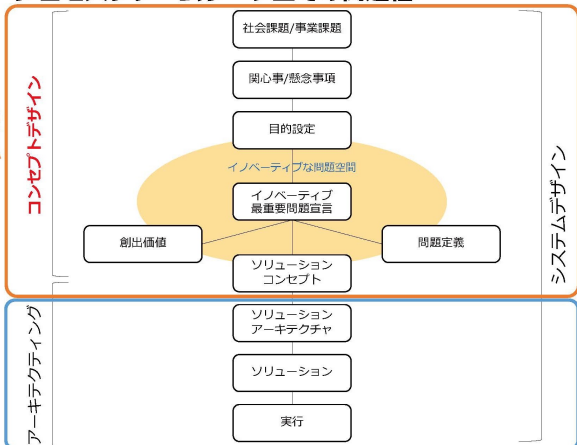 社会課題/事業課題
関心事/懸念事項
目的設定
イノベーティブな問題空間
イノベーティブ
最重要問題宣言
創出価値
問題定義
ソリューション
コンセプト
ソリューション
アーキテクチャ
ソリューション
実行
コンセプトデザイン
アーキテクティング
システムデザイン